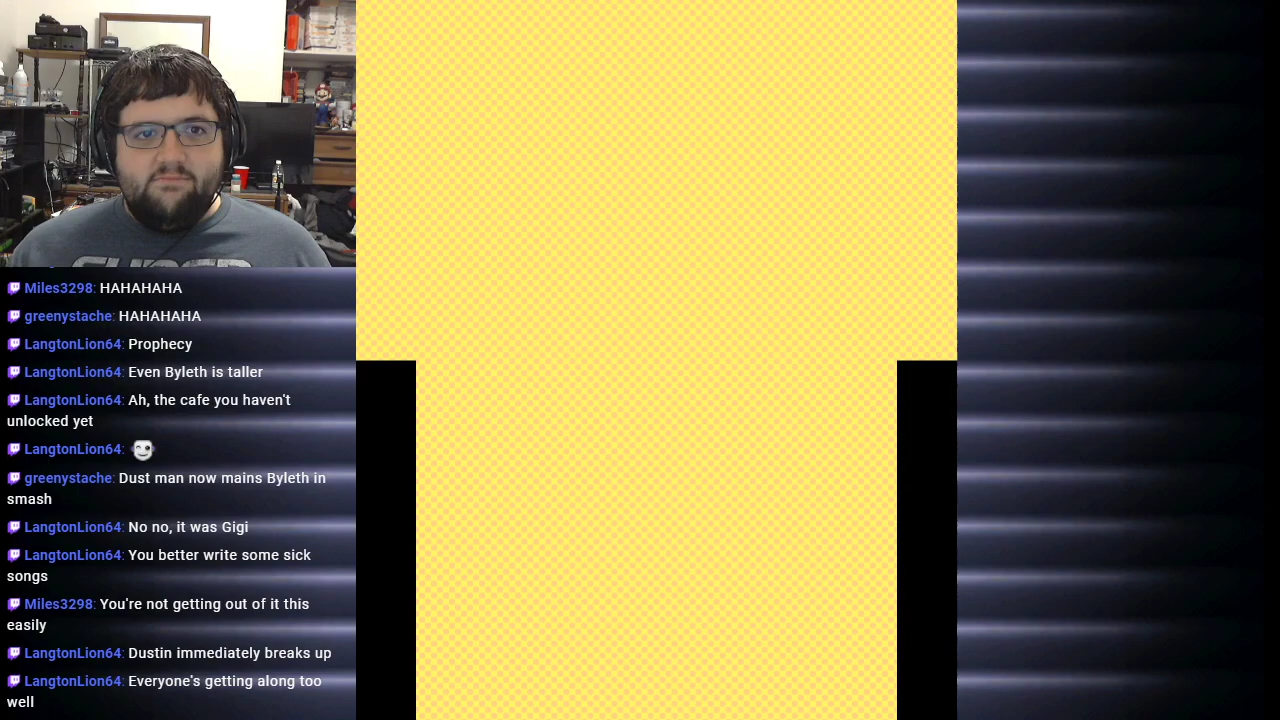 Miles3298: HAHAHAHA
greenystache: HAHAHAHA
LangtonLion64: Prophecy
LangtonLion64: Even Byleth is taller
LangtonLion64: Ah, the cafe you haven't
unlocked yet
LangtonLion64:
greenystache: Dust man now mains Byleth in
smash
LangtonLion64: No no, it was Gigi
LangtonLion64: You better write some sick
songs
Miles3298: You're not getting out of it this
easily
LangtonLion64: Dustin immediately breaks up
LangtonLion64: Everyone's getting along too
well